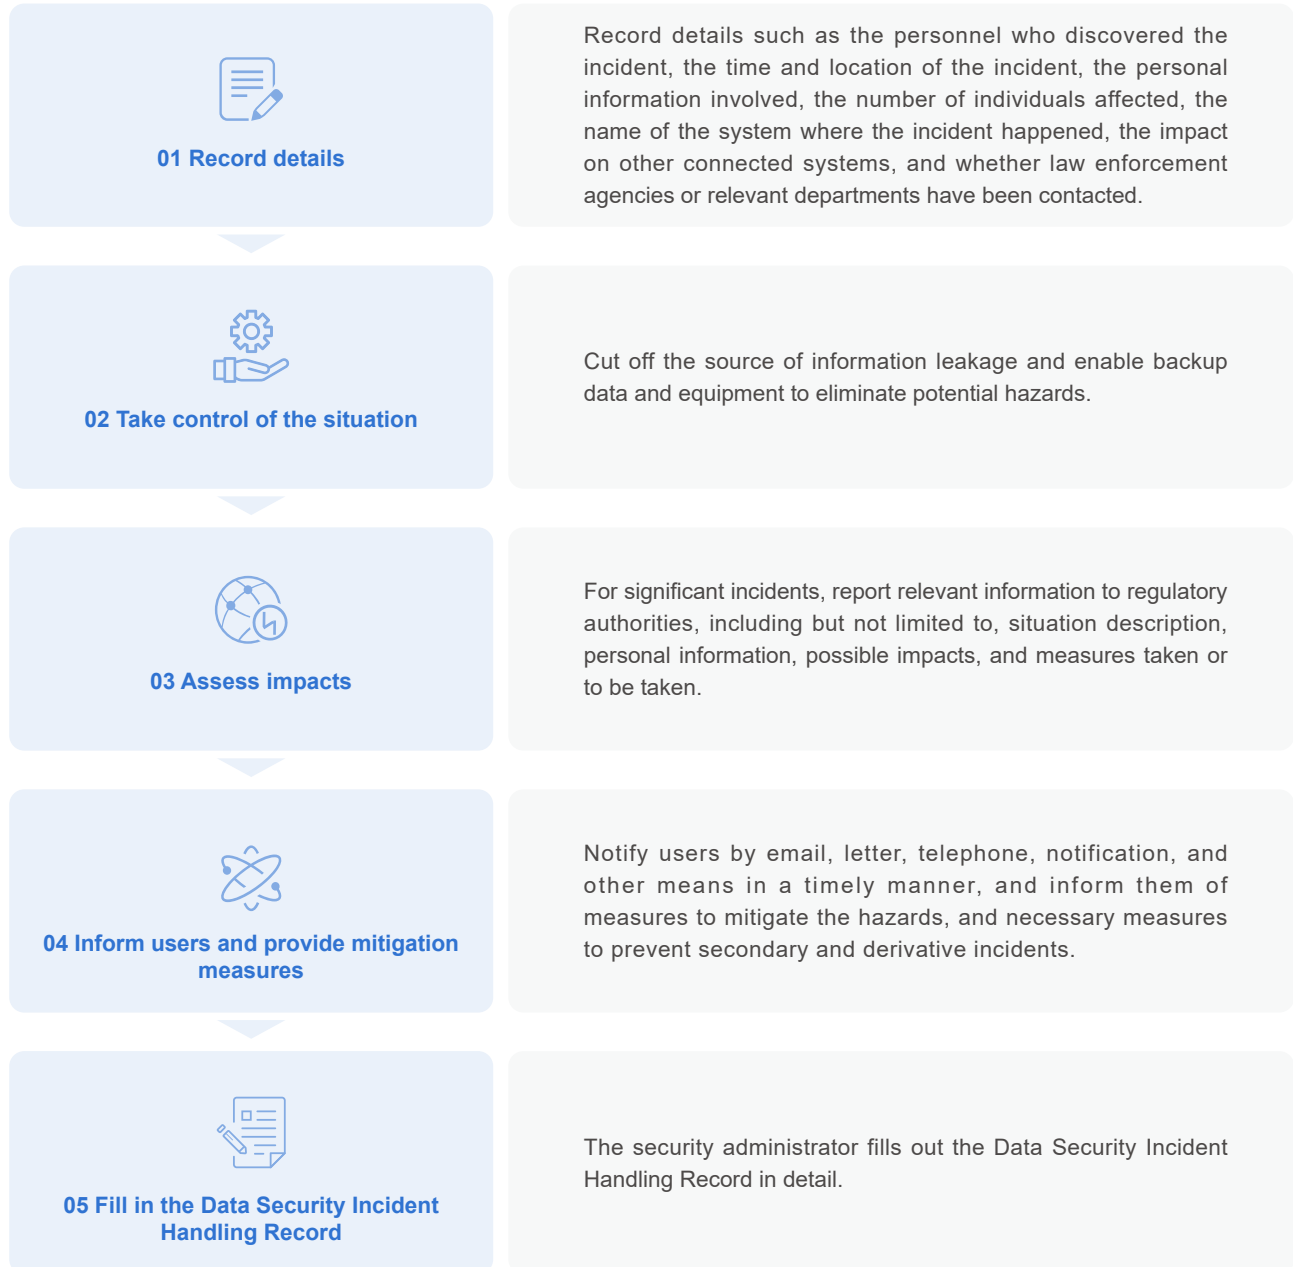 01 Record details
Record details such as the personnel who discovered the
incident, the time and location of the incident, the personal
information involved, the number of individuals affected, the
name of the system where the incident happened, the impact
on other connected systems, and whether law enforcement
agencies or relevant departments have been contacted.
02 Take control of the situation
Cut off the source of information leakage and enable backup
data and equipment to eliminate potential hazards.
03 Assess impacts
For significant incidents, report relevant information to regulatory
authorities, including but not limited to, situation description,
personal information, possible impacts, and measures taken or
to be taken.
04 Inform users and provide mitigation
measures
Notify users by email, letter, telephone, notification, and
other means in a timely manner, and inform them of
measures to mitigate the hazards, and necessary measures
to prevent secondary and derivative incidents.
05 Fill in the Data Security Incident
Handling Record
The security administrator fills out the Data Security Incident
Handling Record in detail.